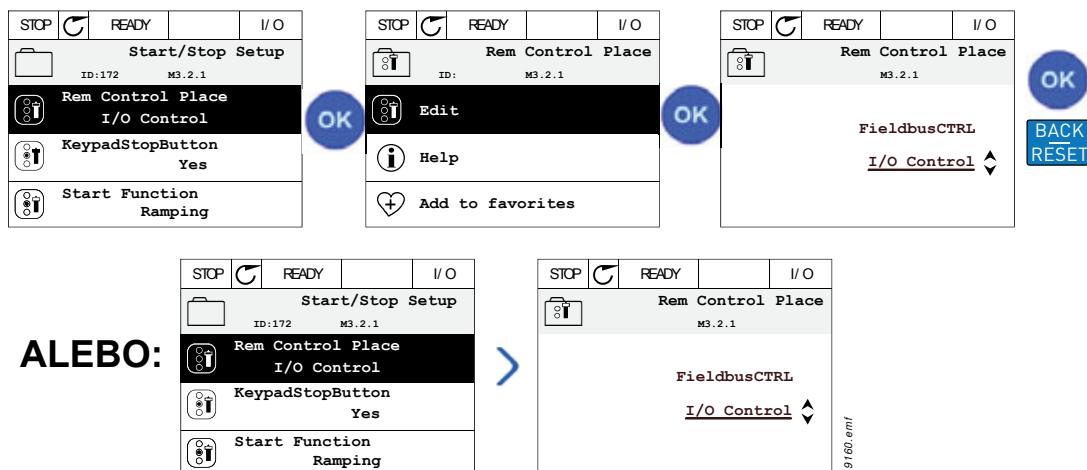 STOP READY I/O
Start/Stop Setup
ID:172 M3.2.1
Rem Control Place
I/O Control
KeypadStopButton
Yes
Start Function
Ramping
OK
STOP READY I/O
Rem Control Place
ID: M3.2.1
Edit
Help
Add to favorites
OK
STOP READY I/O
Rem Control Place
M3.2.1
FieldbusCTRL
I/O Control
OK
BACK
RESET
ALEBO:
STOP READY I/O
Start/Stop Setup
ID:172 M3.2.1
Rem Control Place
I/O Control
KeypadStopButton
Yes
Start Function
Ramping
STOP READY I/O
Rem Control Place
M3.2.1
FieldbusCTRL
I/O Control
9160.emf